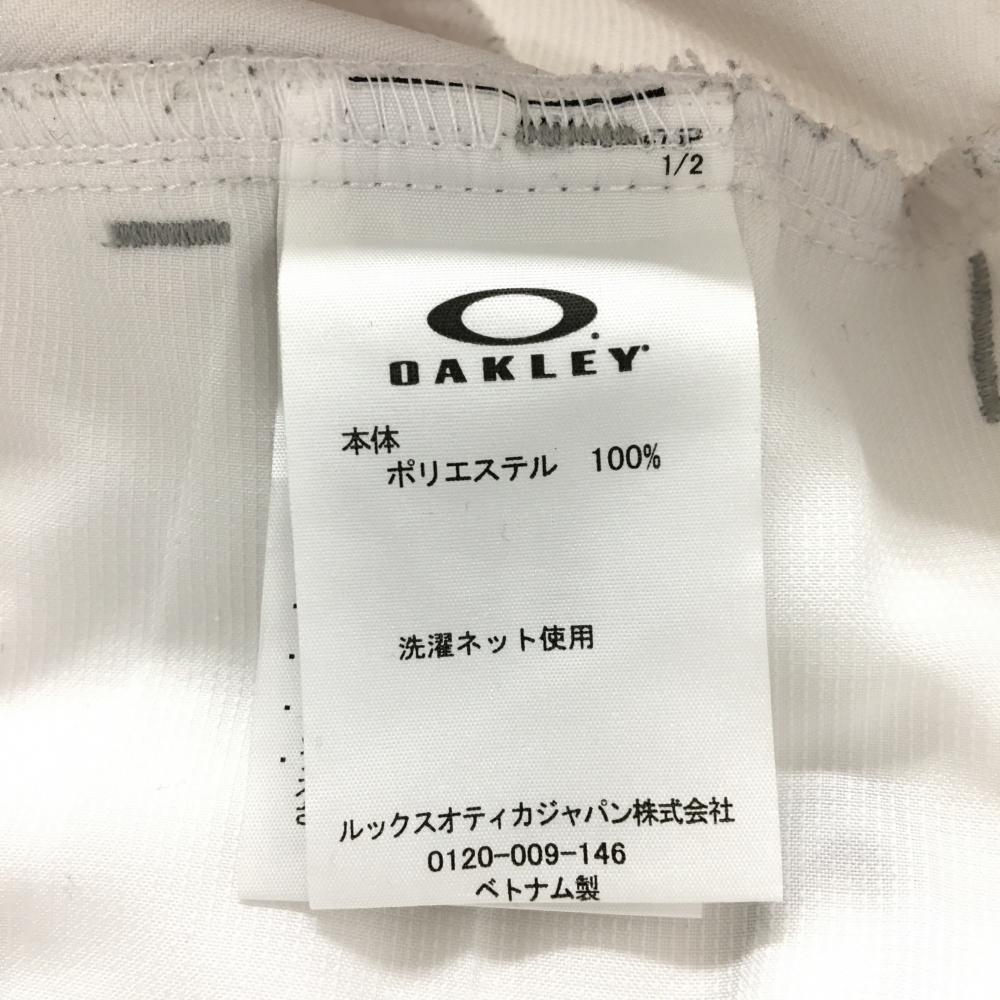 1/2
OAKLEY
本体
ポリエステル 100%
洗濯ネット使用
ルックスオティカジャパン株式会社
0120-009-146
ベトナム製